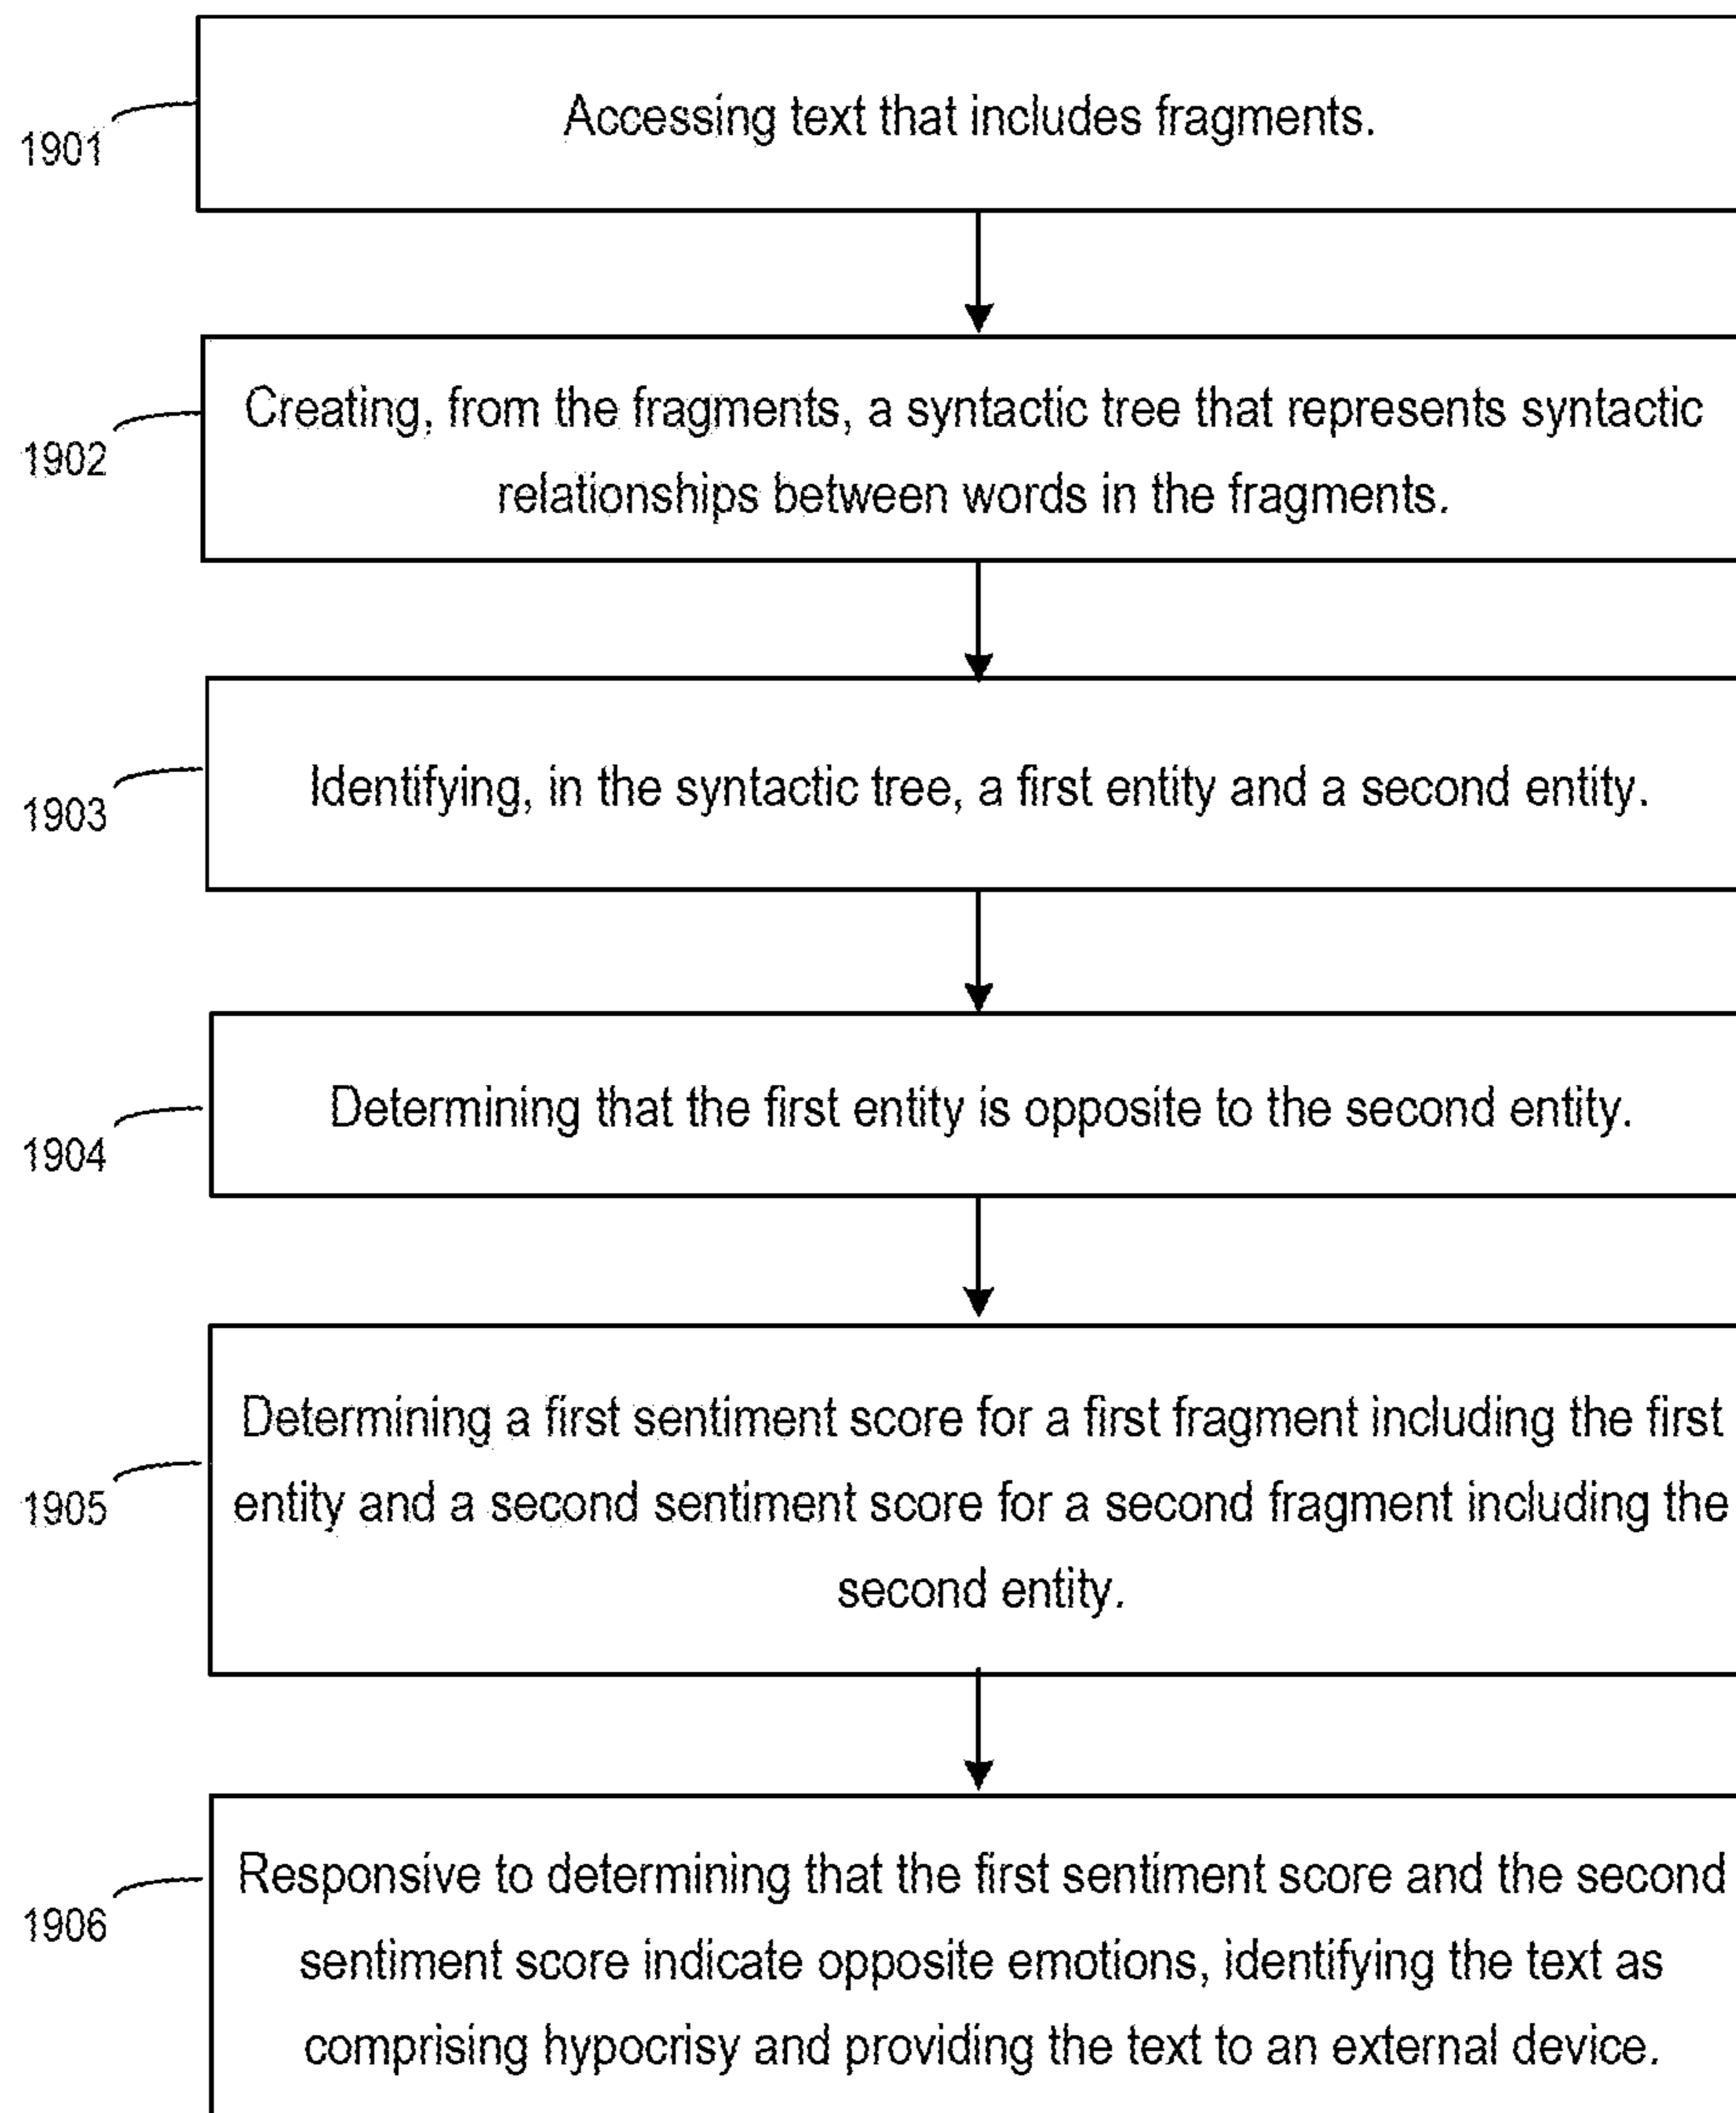 Accessing text that includes fragments.
1901
Creating, from the fragments, a syntactic tree that represents syntactic
1902
relationships between words in the fragments.
Identifying, in the syntactic tree, a first entity and a second entity.
1903
Determining that the first entity is opposite to the second entity.
1904
Determining a first sentiment score for a first fragment including the first
1905
entity and a second sentiment score for a second fragment including the
second entity.
Responsive to determining that the first sentiment score and the second
1906
sentiment score indicate opposite emotions, identifying the text as
comprising hypocrisy and providing the text to an external device.